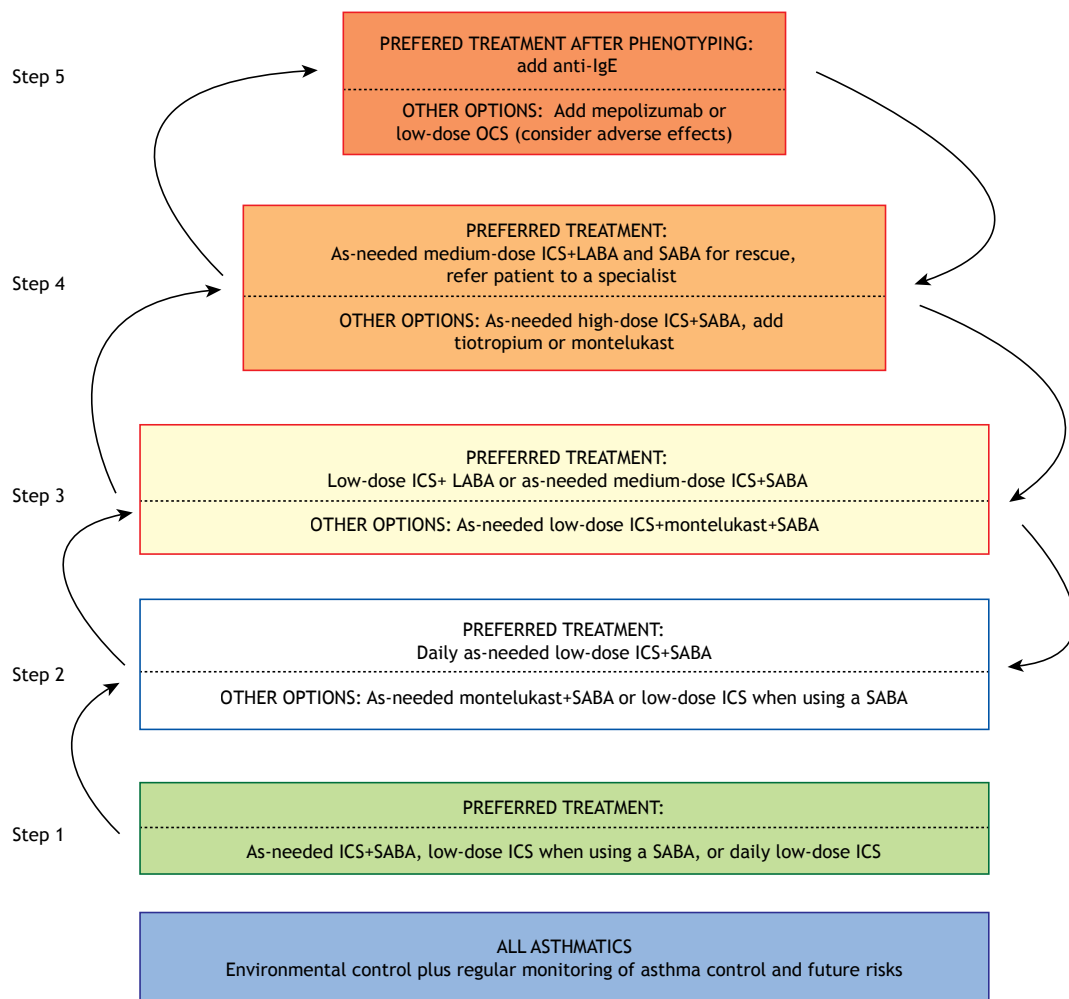 Step 5
PREFERED TREATMENT AFTER PHENOTYPING:
add anti-IgE
OTHER OPTIONS: Add mepolizumab or
low-dose OCS (consider adverse effects)
Step 4
PREFERRED TREATMENT:
As-needed medium-dose ICS+LABA and SABA for rescue,
refer patient to a specialist
OTHER OPTIONS: As-needed high-dose ICS+SABA, add
tiotropium or montelukast
Step 3
PREFERRED TREATMENT:
Low-dose ICS+ LABA or as-needed medium-dose ICS+SABA
OTHER OPTIONS: As-needed low-dose ICS+montelukast+SABA
Step 2
PREFERRED TREATMENT:
Daily as-needed low-dose ICS+SABA
OTHER OPTIONS: As-needed montelukast+SABA or low-dose ICS when using a SABA
Step 1
PREFERRED TREATMENT:
As-needed ICS+SABA, low-dose ICS when using a SABA, or daily low-dose ICS
ALL ASTHMATICS
Environmental control plus regular monitoring of asthma control and future risks